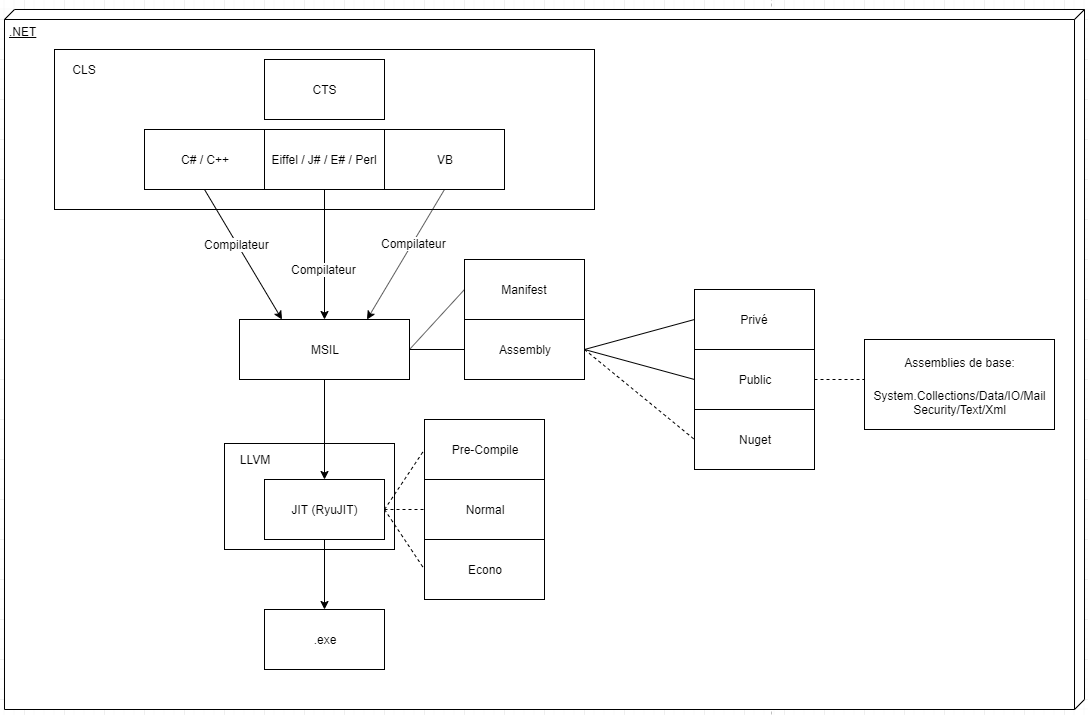 .NET
CLS
CTS
C# / C++
Eiffel / J# / E# / Perl
VB
Compilateur
Compilateur
Compilateur
Manifest
MSIL
Assembly
Privé
Public
Nuget
Assemblies de base:
System.Collections/Data/IO/Mail
Security/Text/Xml
LLVM
JIT (RyuJIT)
Pre-Compile
Normal
Econo
.exe